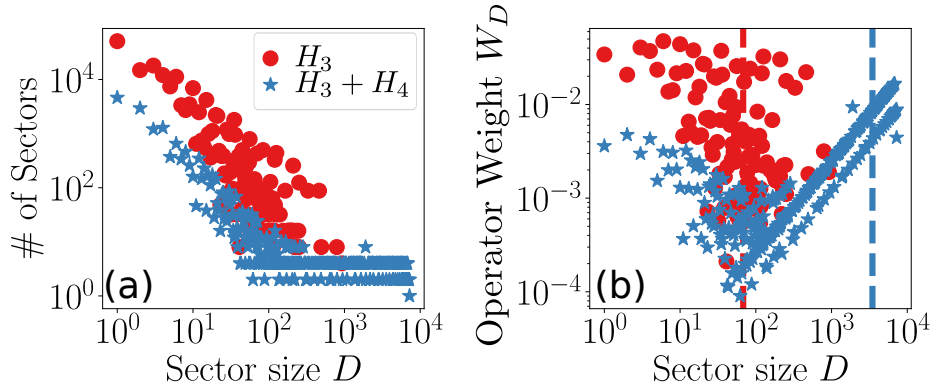 # of Sectors
10^4
10^2
10^0
H_3
H_3 + H_4
(a)
10^0 10^1 10^2 10^3 10^4
Sector size D
Operator Weight W_D
10^{-2}
10^{-3}
10^{-4}
(b)
10^0 10^1 10^2 10^3 10^4
Sector size D